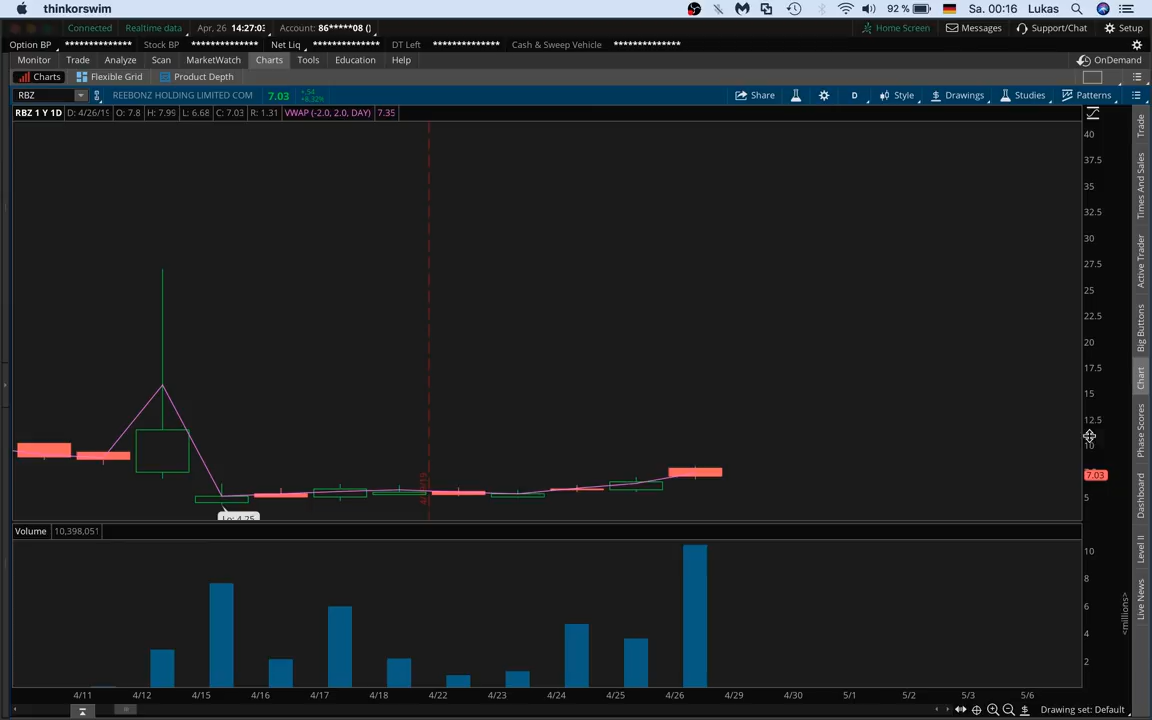 thinkorswim 92 % Sa. 00:16 Lukas
Connected Realtime data Apr, 26 14:27:03 Account: 86*****08 () Home Screen Messages Support/Chat Setup
Option BP ************** Stock BP ************** Net Liq ************** DT Left ************** Cash & Sweep Vehicle **************
Monitor Trade Analyze Scan MarketWatch Charts Tools Education Help OnDemand
Charts Flexible Grid Product Depth
RBZ REEBONZ HOLDING LIMITED COM 7.03 +.54 +8.32% Share D Style Drawings Studies Patterns
RBZ 1 Y 1D D: 4/26/19 O: 7.8 H: 7.99 L: 6.68 C: 7.03 R: 1.31 VWAP (-2.0, 2.0, DAY) 7.35
40
37.5
35
32.5
30
27.5
25
22.5
20
17.5
15
12.5
10
7.03
5
Lo: 4.25
Volume 10,398,051
10
8
6
4
2
<millions>
4/11 4/12 4/15 4/16 4/17 4/18 4/22 4/23 4/24 4/25 4/26 4/29 4/30 5/1 5/2 5/3 5/6
Drawing set: Default
Trade
Times And Sales
Active Trader
Big Buttons
Chart
Phase Scores
Dashboard
Level II
Live News